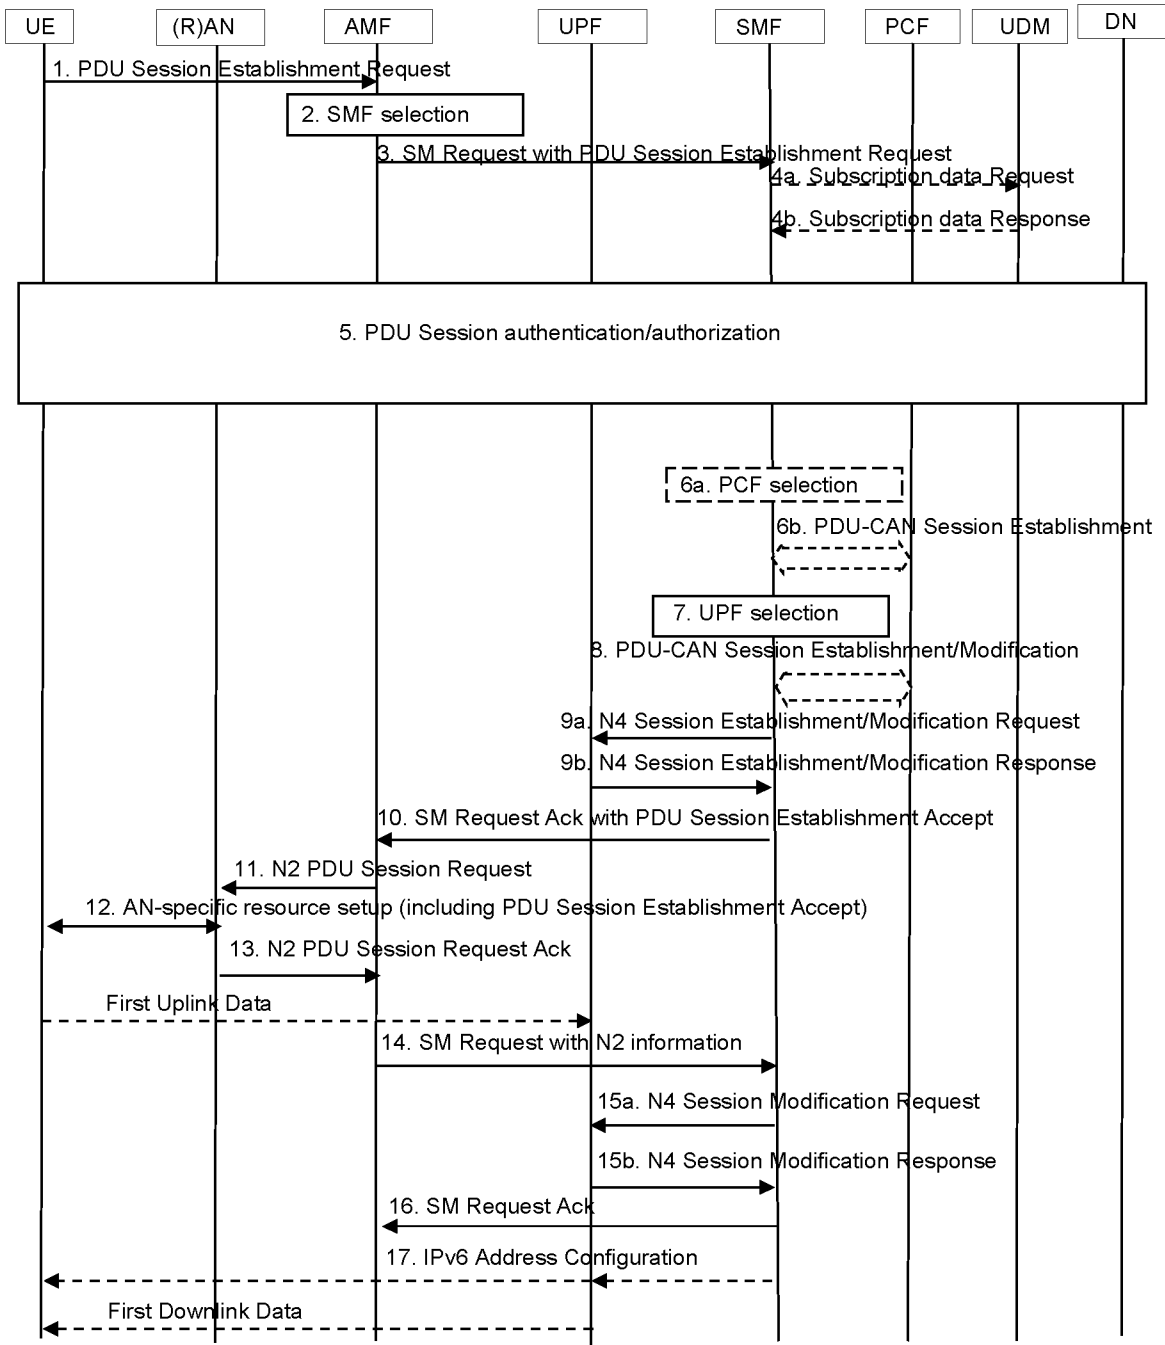 UE
(R)AN
AMF
UPF
SMF
PCF
UDM
DN
1. PDU Session Establishment Request
2. SMF selection
3. SM Request with PDU Session Establishment Request
4a. Subscription data Request
4b. Subscription data Response
5. PDU Session authentication/authorization
6a. PCF selection
6b. PDU-CAN Session Establishment
7. UPF selection
8. PDU-CAN Session Establishment/Modification
9a. N4 Session Establishment/Modification Request
9b. N4 Session Establishment/Modification Response
10. SM Request Ack with PDU Session Establishment Accept
11. N2 PDU Session Request
12. AN-specific resource setup (including PDU Session Establishment Accept)
13. N2 PDU Session Request Ack
First Uplink Data
14. SM Request with N2 information
15a. N4 Session Modification Request
15b. N4 Session Modification Response
16. SM Request Ack
17. IPv6 Address Configuration
First Downlink Data